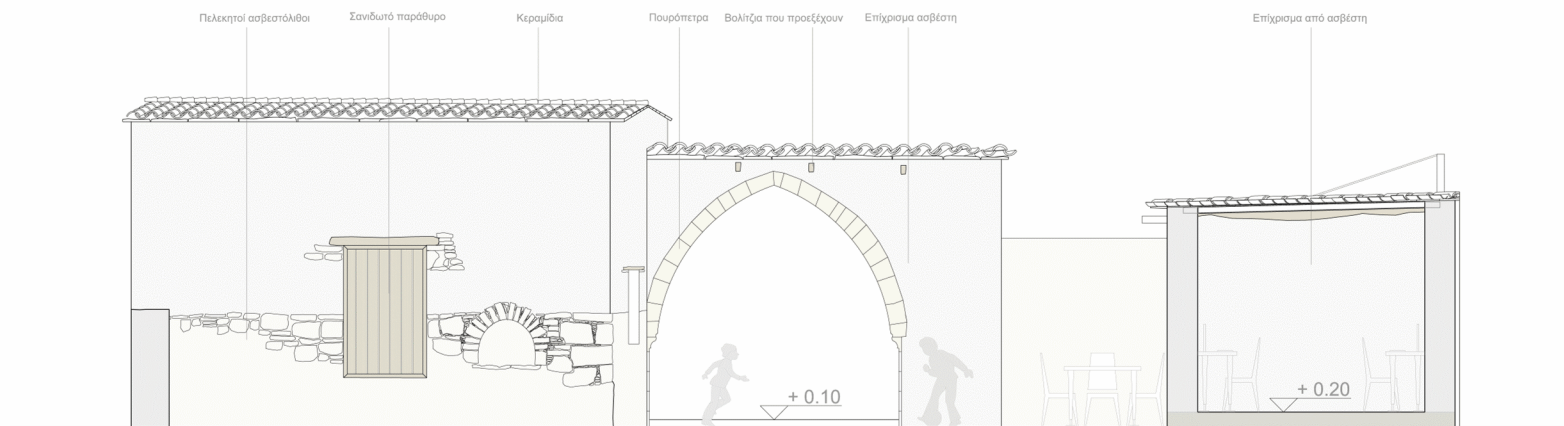 Πελεκητοί ασβεστόλιθοι
Σανιδωτό παράθυρο
Κεραμίδια
Πουρόπετρα
Βολίτζια που προεξέχουν
Επίχρισμα ασβέστη
Επίχρισμα από ασβέστη
+ 0.10
+ 0.20